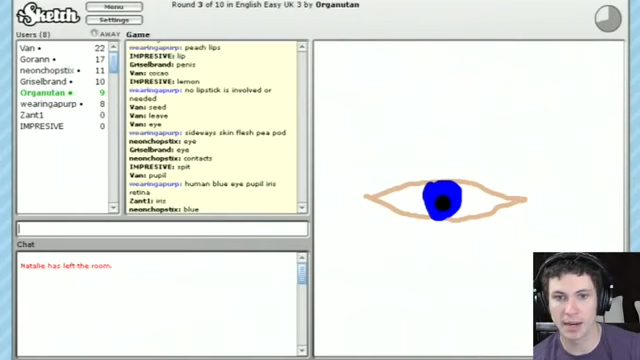 iSketch
Menu
Settings
Round 3 of 10 in English Easy UK 3 by Organutan
Users (8)
AWAY
Game
Van • 22
Gorann • 17
neonchopstix • 11
Griselbrand • 10
Organutan • 9
wearingapurp • 8
Zant1 0
IMPRESIVE 0
wearingapurp: peach lips
IMPRESIVE: lip
Griselbrand: penis
Van: cocao
IMPRESIVE: lemon
wearingapurp: no lipstick is involved or
needed
Van: seed
Van: leave
Van: eye
wearingapurp: sideways skin flesh pea pod
neonchopstix: eye
Griselbrand: eye
neonchopstix: contacts
IMPRESIVE: spit
Van: pupil
wearingapurp: human blue eye pupil iris
retina
Zant1: iris
neonchopstix: blue
Chat
Natalie has left the room.